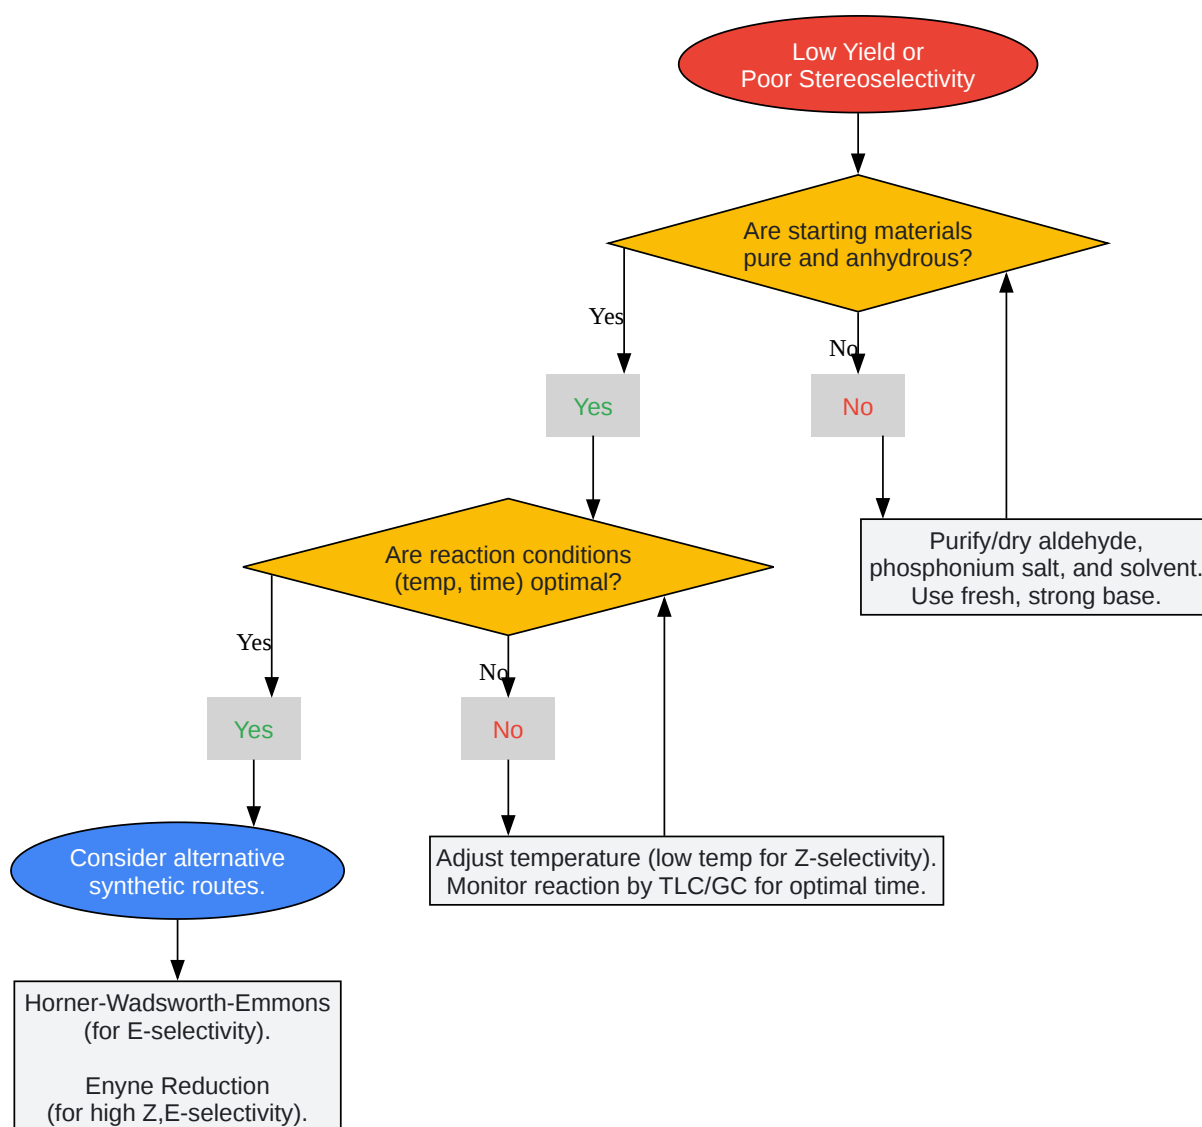 Low Yield or
Poor Stereoselectivity
Are starting materials
pure and anhydrous?
Yes
No
Yes
No
Purify/dry aldehyde,
phosphonium salt, and solvent.
Use fresh, strong base.
Are reaction conditions
(temp, time) optimal?
Yes
No
Yes
No
Consider alternative
synthetic routes.
Adjust temperature (low temp for Z-selectivity).
Monitor reaction by TLC/GC for optimal time.
Horner-Wadsworth-Emmons
(for E-selectivity).
Enyne Reduction
(for high Z,E-selectivity).